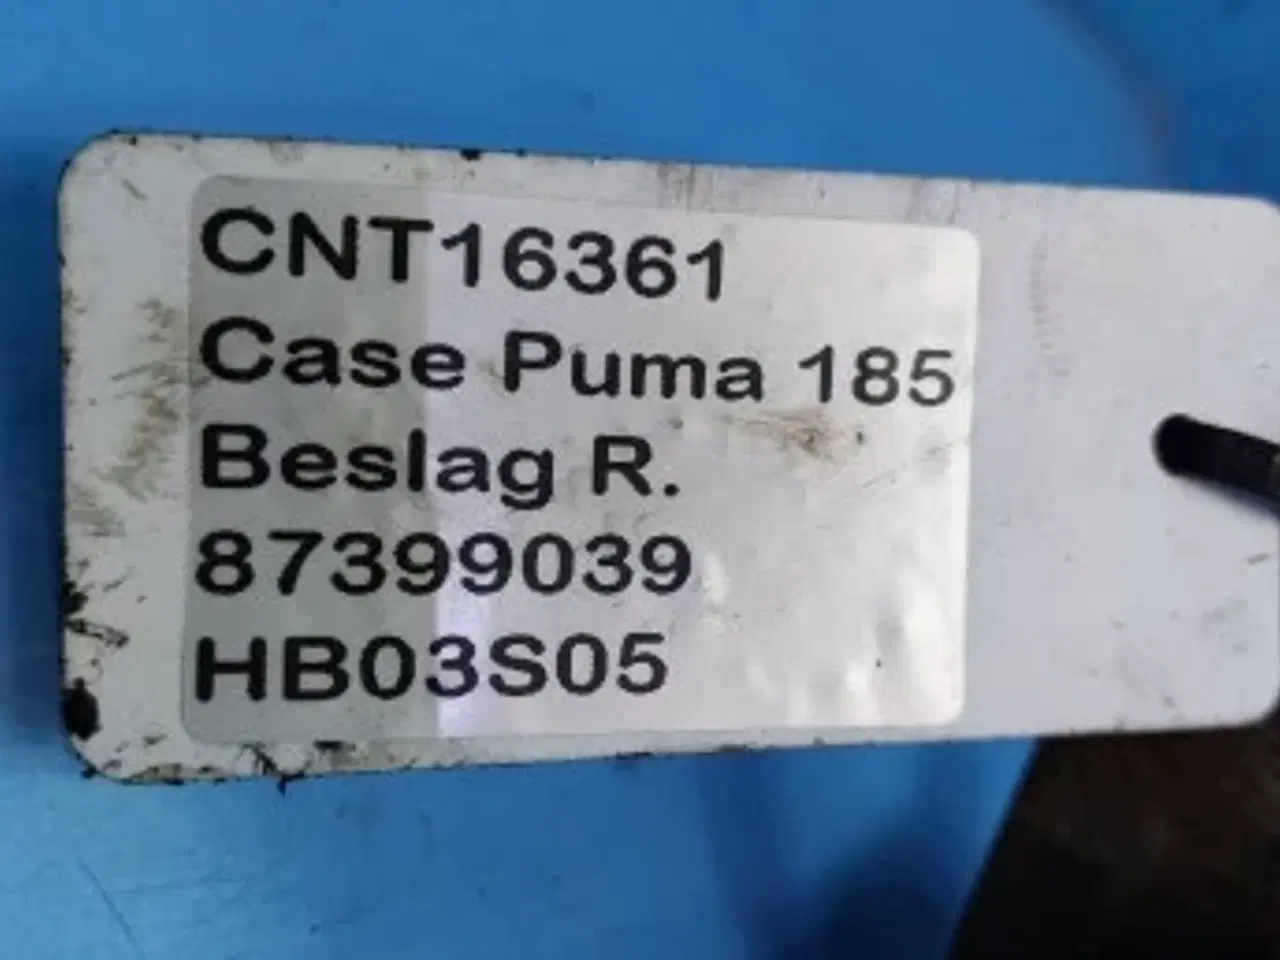 CNT16361
Case Puma 185
Beslag R.
87399039
HB03S05